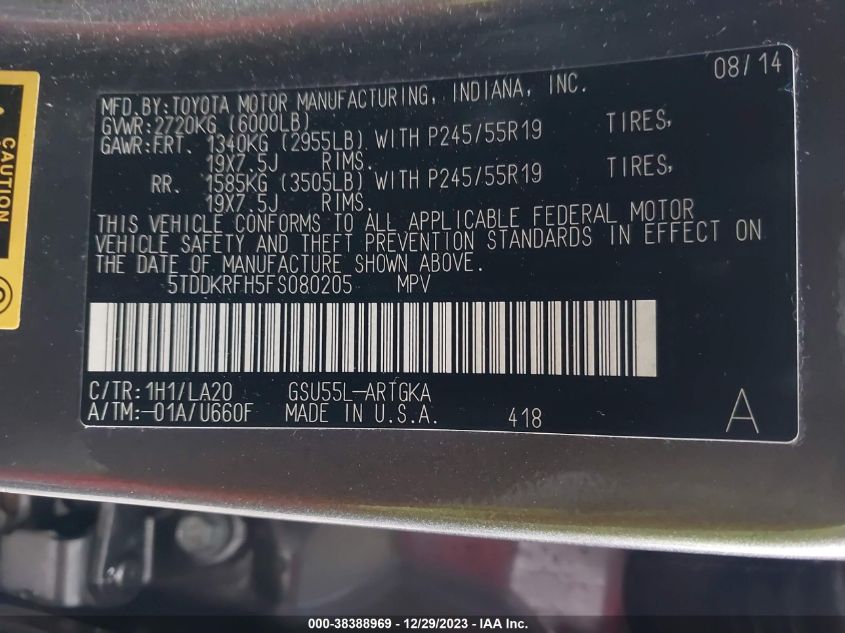 08/14
MFD.BY:TOYOTA MOTOR MANUFACTURING, INDIANA, INC.
GVWR:2720KG (6000LB)
GAWR:FRT. 1340KG (2955LB) WITH P245/55R19 TIRES,
19X7.5J RIMS.
RR. 1585KG (3505LB) WITH P245/55R19 TIRES,
19X7.5J RIMS.
THIS VEHICLE CONFORMS TO ALL APPLICABLE FEDERAL MOTOR
VEHICLE SAFETY AND THEFT PREVENTION STANDARDS IN EFFECT ON
THE DATE OF MANUFACTURE SHOWN ABOVE.
5TDDKRFH5FS080205 MPV
C/TR:1H1/LA20 GSU55L-ARTGKA
A/TM:-01A/U660F MADE IN U.S.A. 418 A
CAUTION
000-38388969 - 12/29/2023 - IAA Inc.